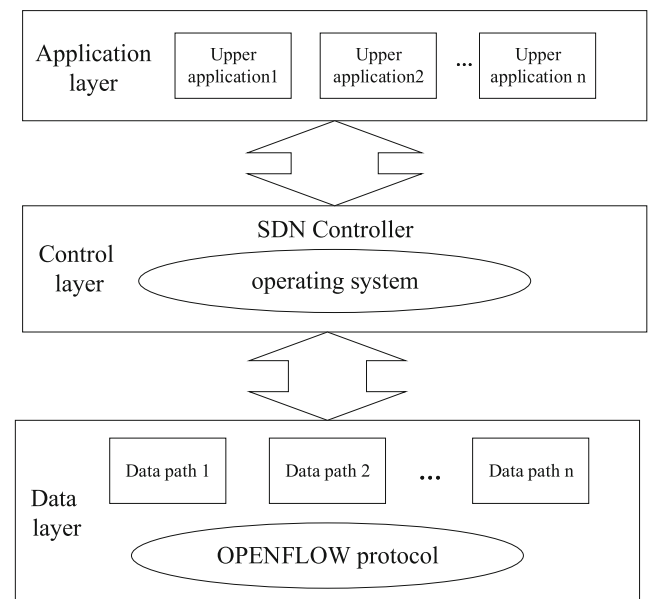 Application
layer
Upper
application1
Upper
application2
...
Upper
application n
SDN Controller
Control
layer
operating system
Data path 1
Data path 2
...
Data path n
Data
layer
OPENFLOW protocol